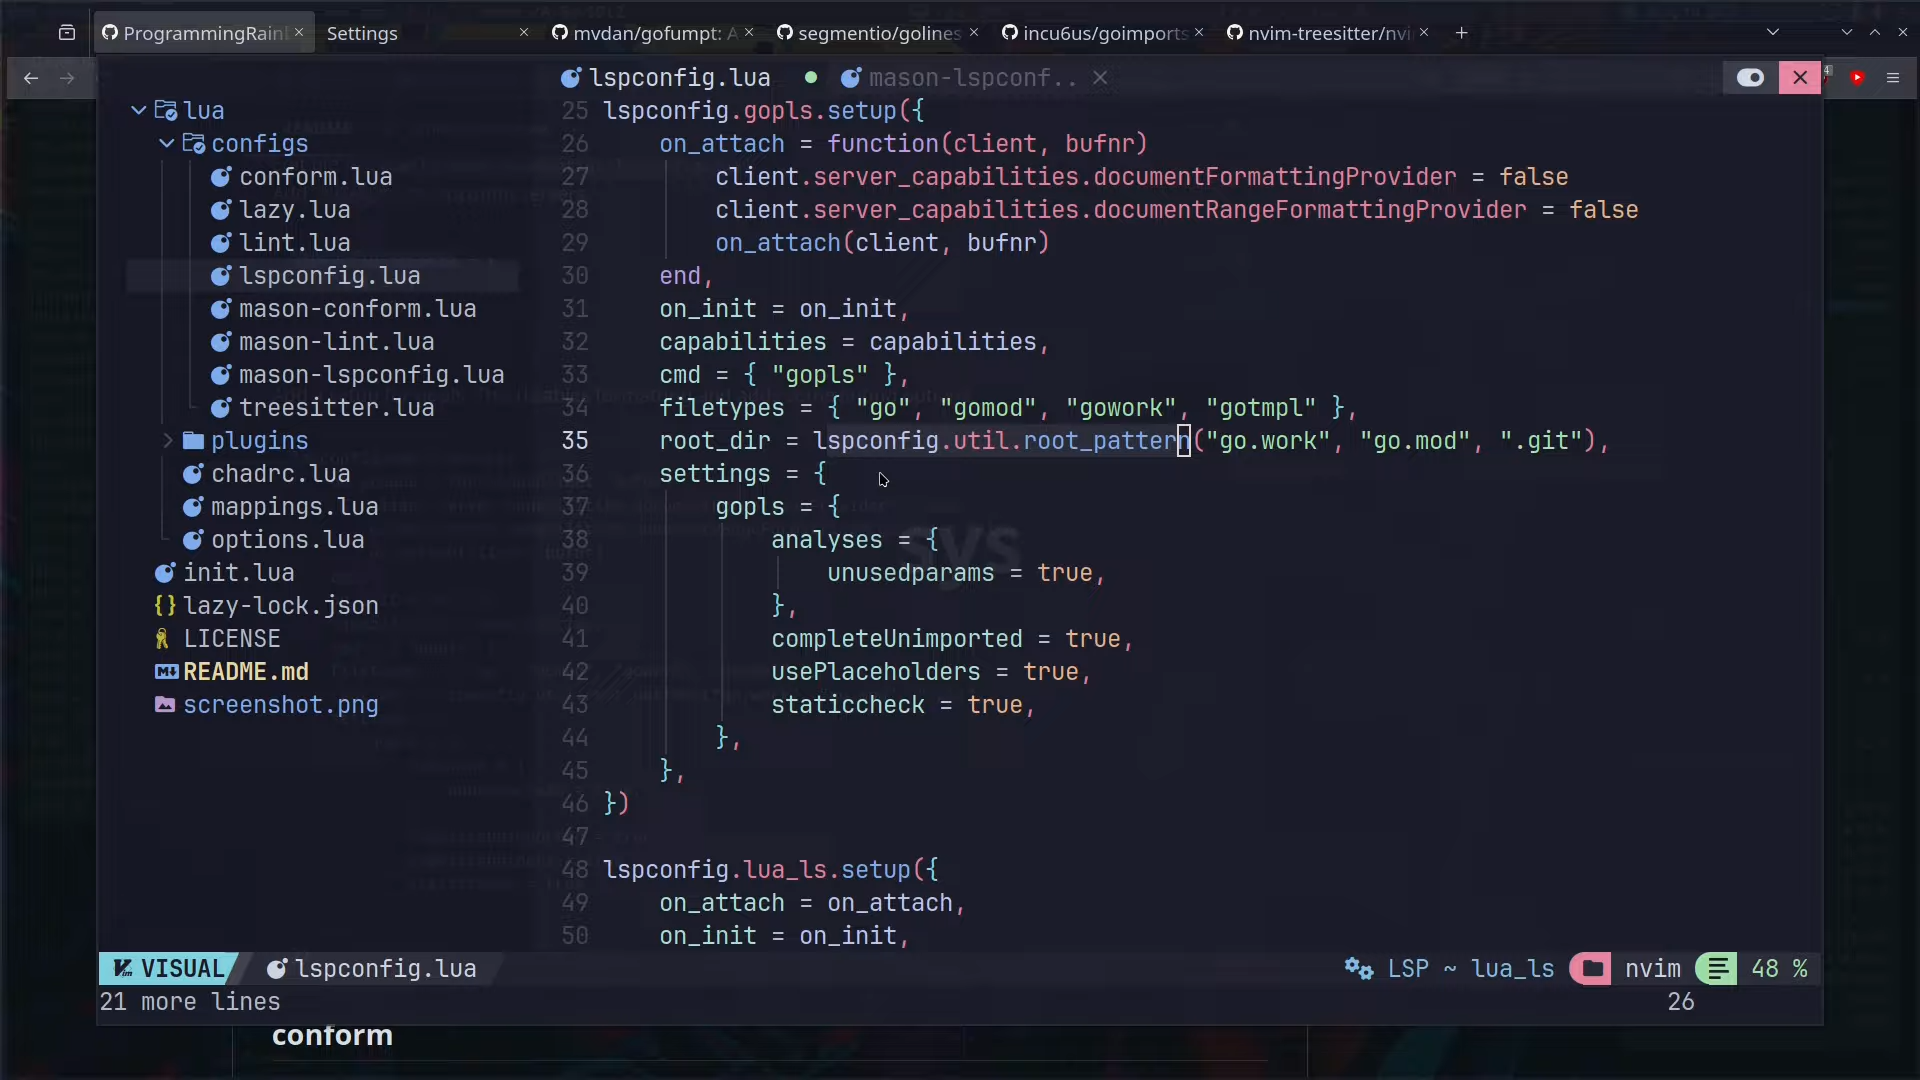 ProgrammingRainl
Settings
mvdan/gofumpt: A
segmentio/golines
incu6us/goimports
nvim-treesitter/nvi
lspconfig.lua
mason-lspconf..
lua
configs
conform.lua
lazy.lua
lint.lua
lspconfig.lua
mason-conform.lua
mason-lint.lua
mason-lspconfig.lua
treesitter.lua
plugins
chadrc.lua
mappings.lua
options.lua
init.lua
lazy-lock.json
LICENSE
README.md
screenshot.png
25 lspconfig.gopls.setup({
26 on_attach = function(client, bufnr)
27 client.server_capabilities.documentFormattingProvider = false
28 client.server_capabilities.documentRangeFormattingProvider = false
29 on_attach(client, bufnr)
30 end,
31 on_init = on_init,
32 capabilities = capabilities,
33 cmd = { "gopls" },
34 filetypes = { "go", "gomod", "gowork", "gotmpl" },
35 root_dir = lspconfig.util.root_pattern("go.work", "go.mod", ".git"),
36 settings = {
37 gopls = {
38 analyses = {
39 unusedparams = true,
40 },
41 completeUnimported = true,
42 usePlaceholders = true,
43 staticcheck = true,
44 },
45 },
46 })
47
48 lspconfig.lua_ls.setup({
49 on_attach = on_attach,
50 on_init = on_init,
sys
VISUAL lspconfig.lua LSP ~ lua_ls nvim 48 %
21 more lines 26
conform